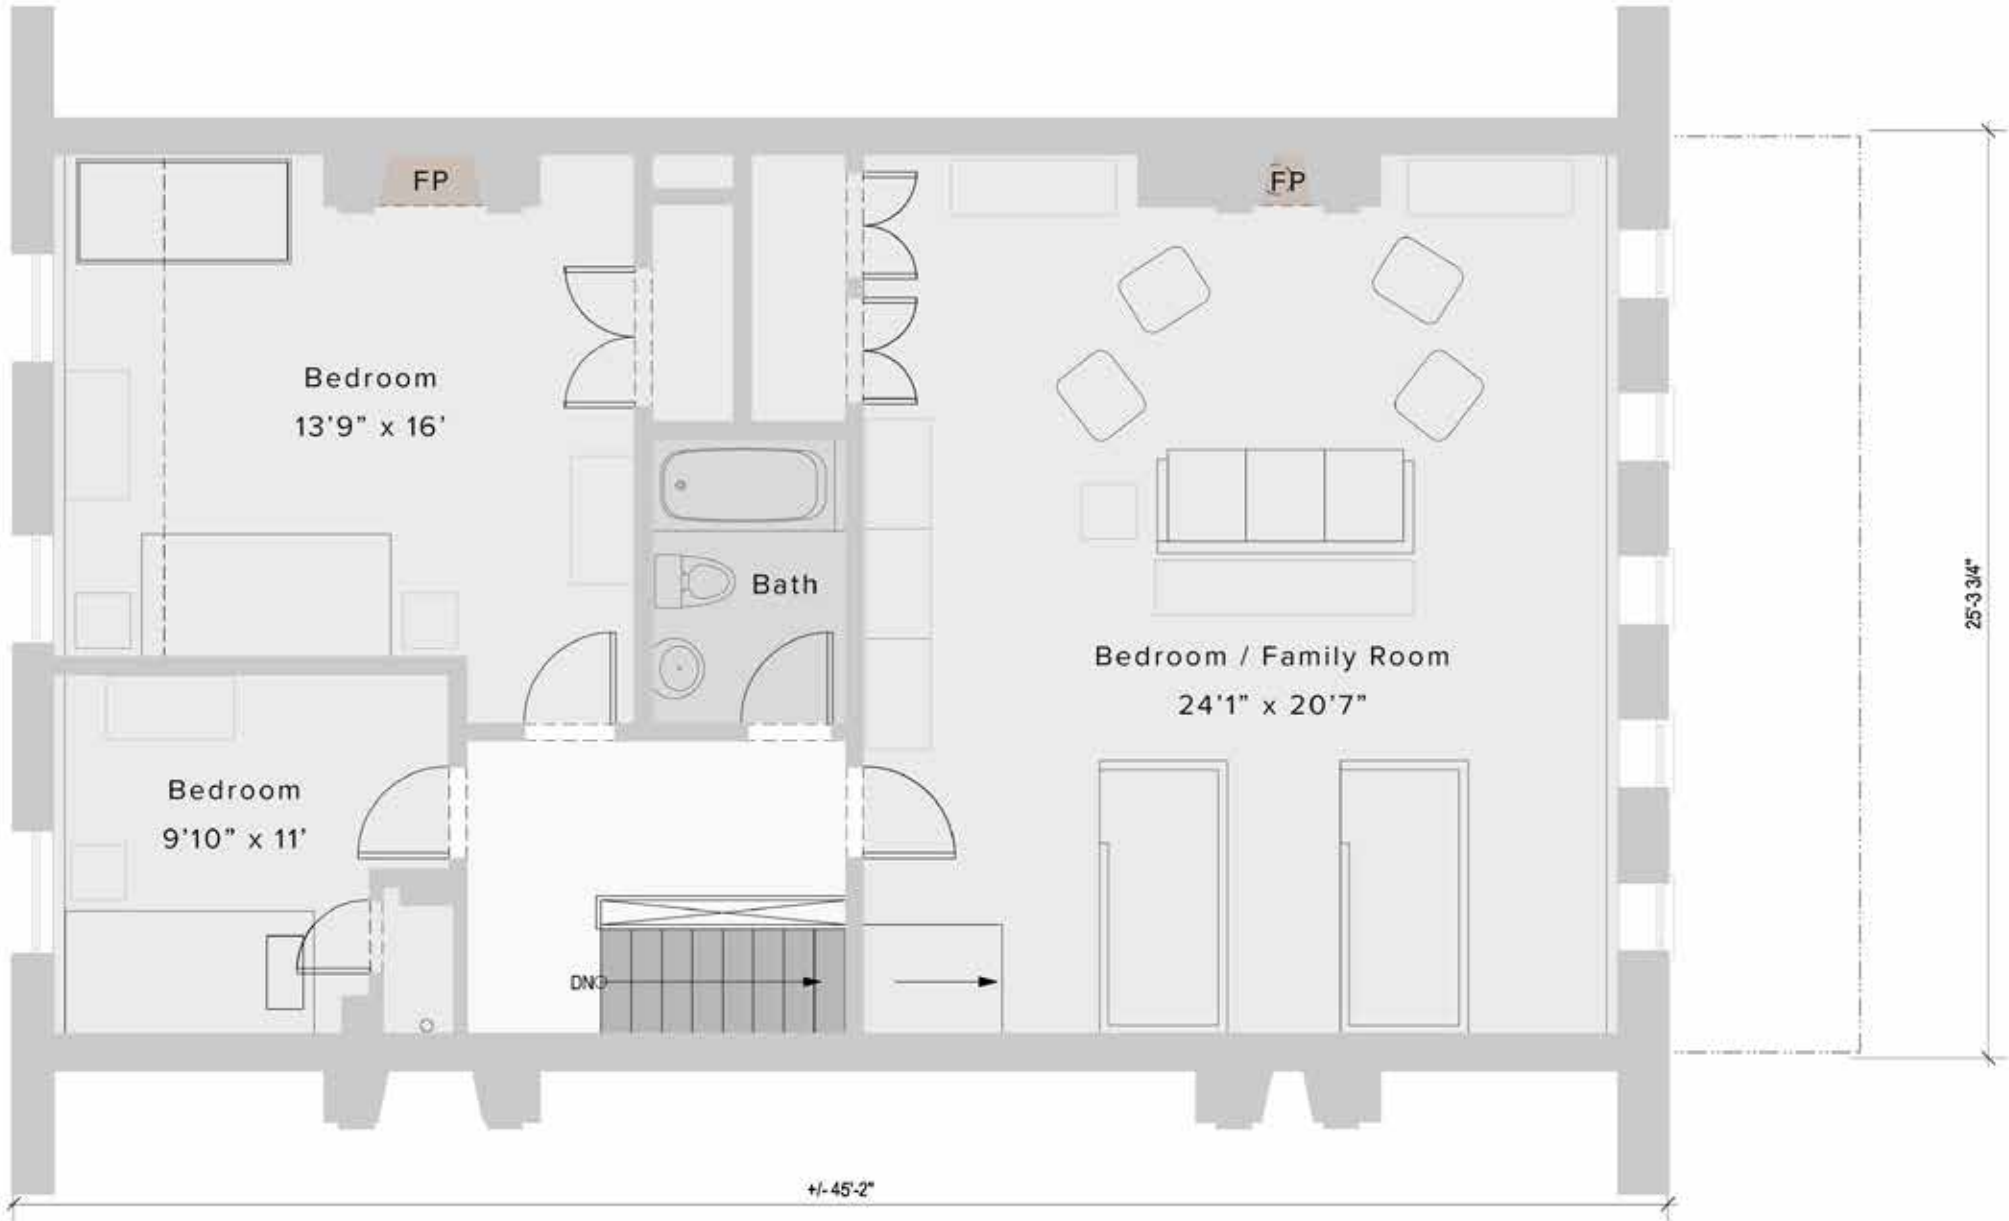 FP
FP
Bedroom
13'9" x 16'
Bath
Bedroom / Family Room
24'1" x 20'7"
Bedroom
9'10" x 11'
DN
25'-3 3/4"
+/- 45'-2"